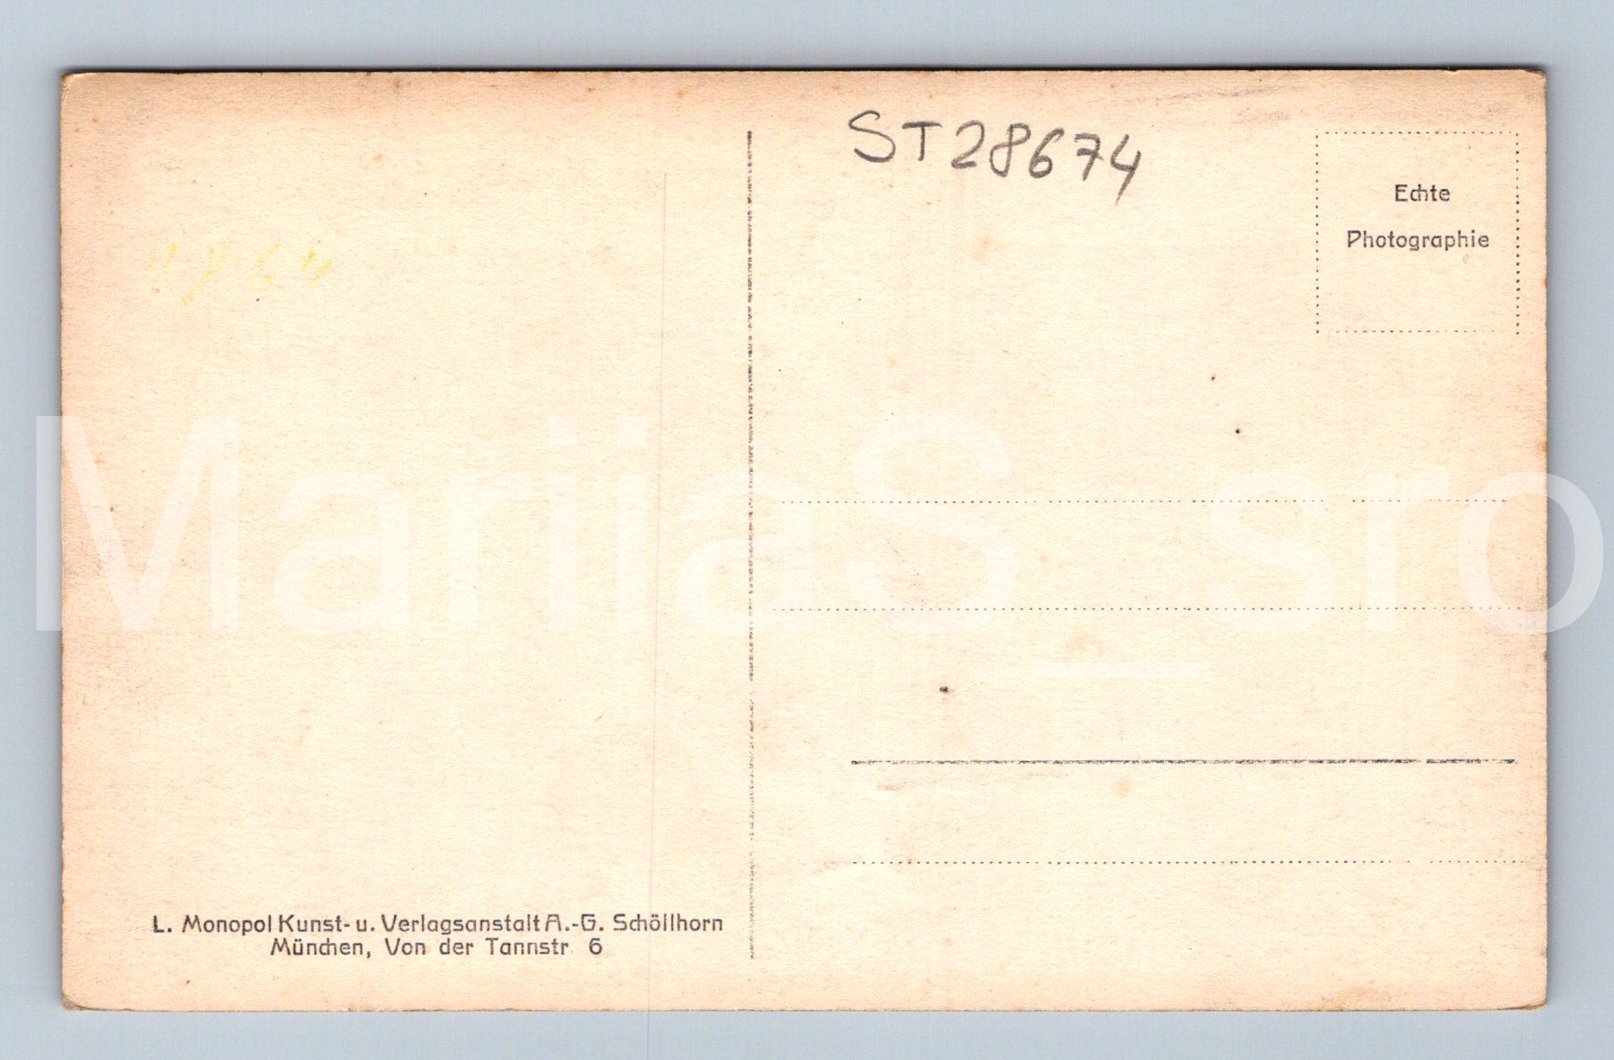 ST28674
Echte
Photographie
MariiaS_sro
L. Monopol Kunst- u. Verlagsanstalt A.-G. Schöllhorn
München, Von der Tannstr. 6